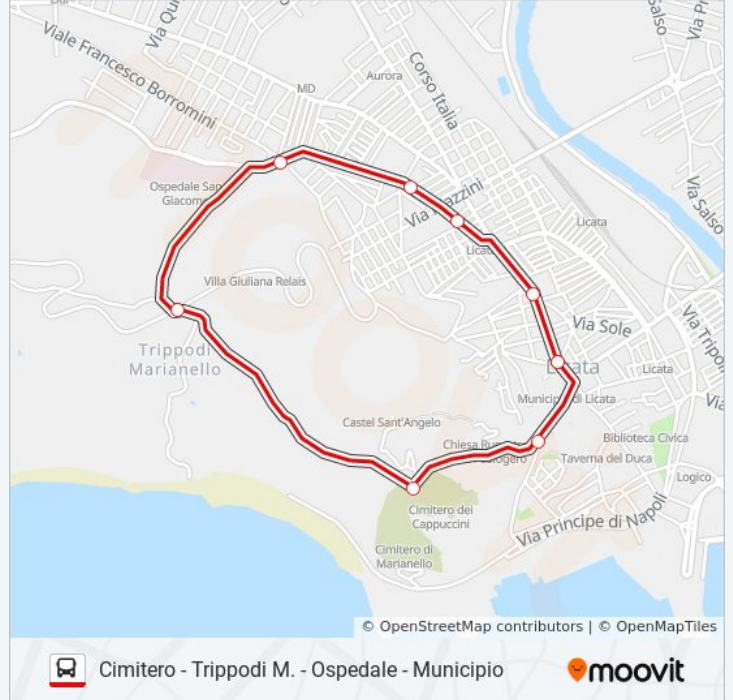 Viale Francesco Borromini
Via Salso
Aurora
Corso Italia
MD
Ospedale San
Giacomo
Via Mazzini
Licata
Via Salso
Licata
Villa Giuliana Relais
Via Sole
Trippodi
Marianello
Licata
Licata
Municipio di Licata
Castel Sant'Angelo
Biblioteca Civica
Taverna del Duca
Logico
Cimitero dei
Cappuccini
Via Principe di Napoli
Cimitero di
Marianello
© OpenStreetMap contributors | © OpenMapTiles
Cimitero - Trippodi M. - Ospedale - Municipio
moovit